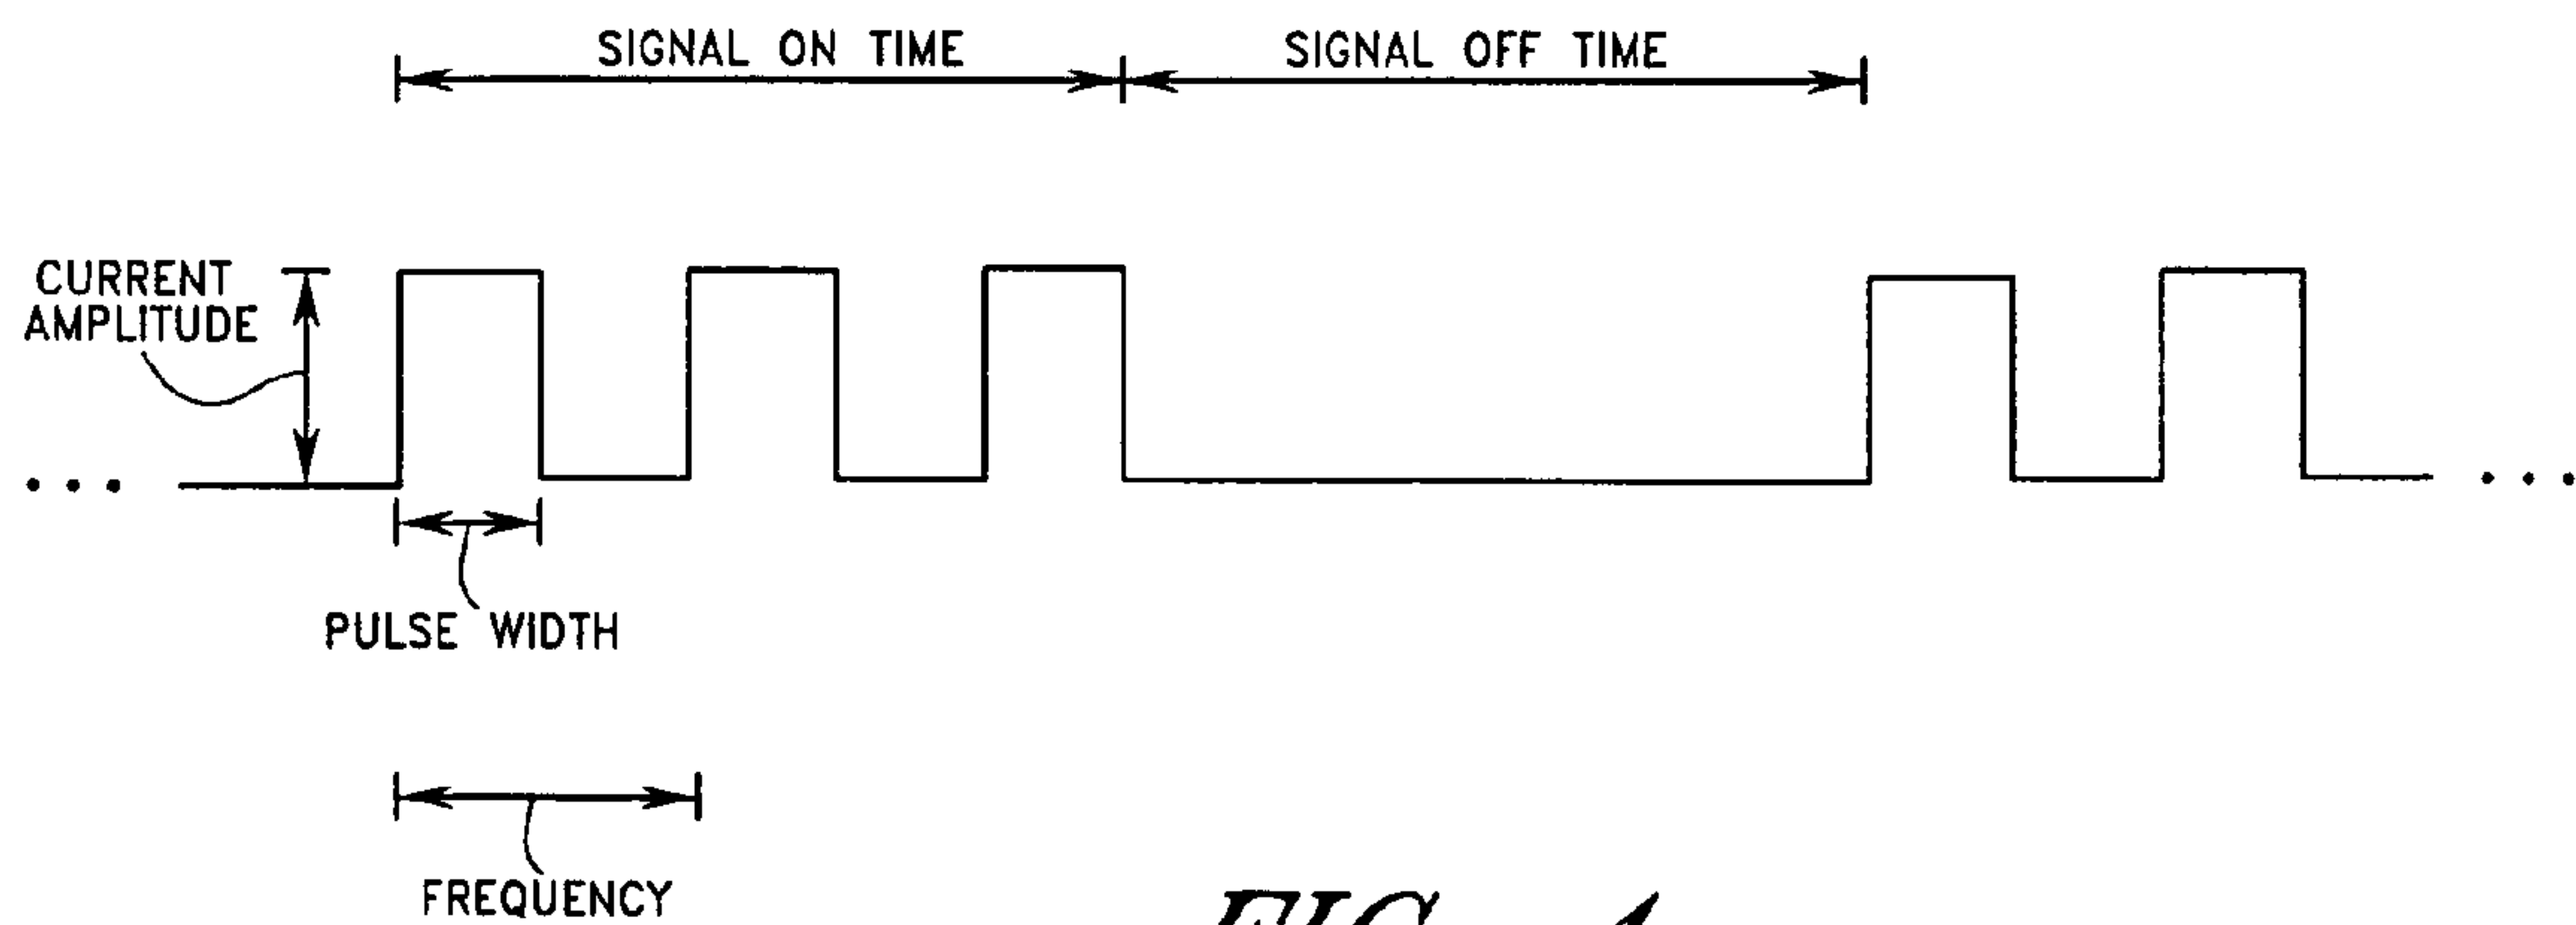 SIGNAL ON TIME
SIGNAL OFF TIME
CURRENT
AMPLITUDE
PULSE WIDTH
FREQUENCY